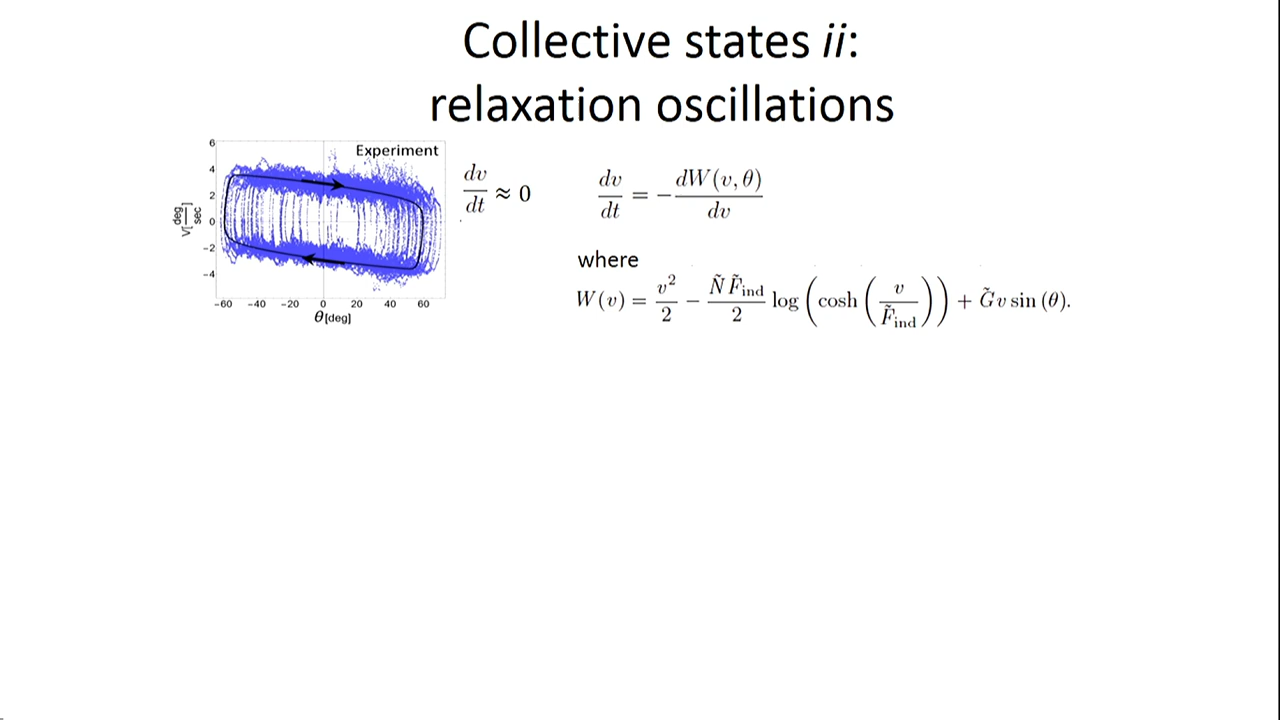 Collective states ii:
relaxation oscillations
Experiment
6
4
2
0
−2
−4
V[deg/sec]
−60 −40 −20 0 20 40 60
θ[deg]
dv/dt ≈ 0
dv/dt = −dW(v, θ)/dv
where
W(v) = v²/2 − ÑF̃ind/2 log(cosh(v/F̃ind)) + G̃v sin (θ).